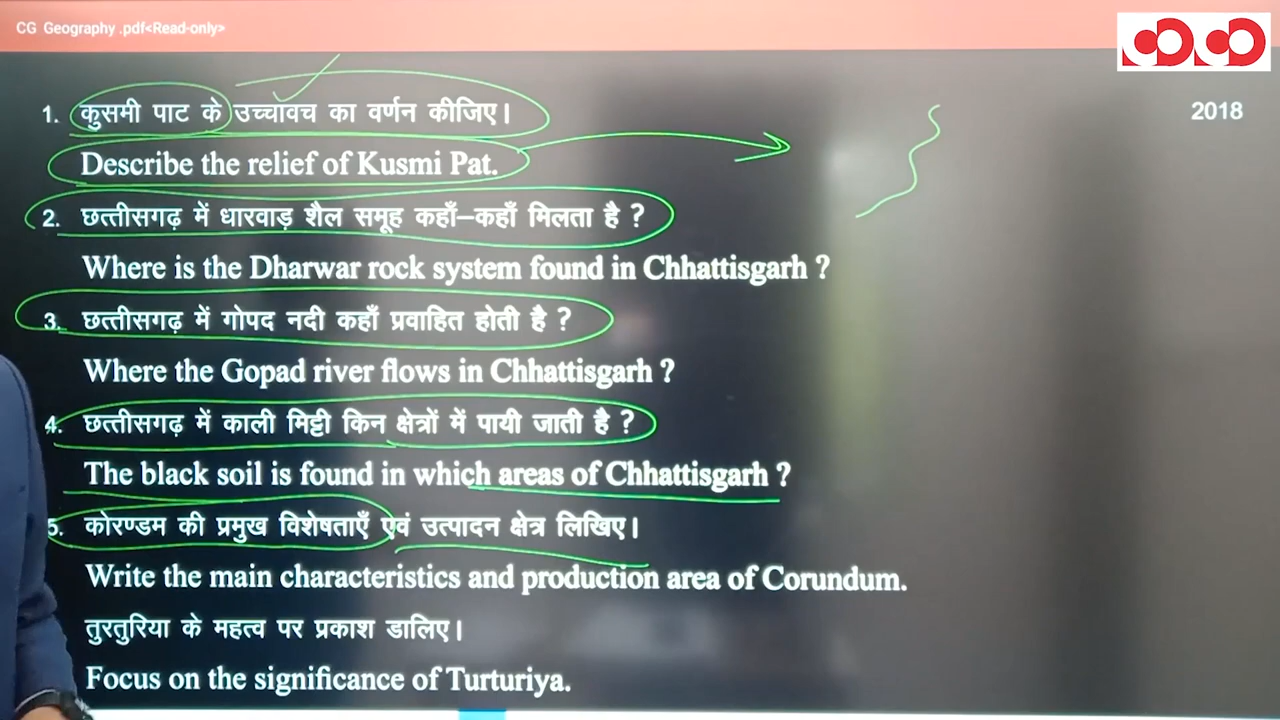 CG Geography .pdf<Read-only>
1. कुसमी पाट के उच्चावच का वर्णन कीजिए। 2018
Describe the relief of Kusmi Pat.
2. छत्तीसगढ़ में धारवाड़ शैल समूह कहाँ–कहाँ मिलता है ?
Where is the Dharwar rock system found in Chhattisgarh ?
3. छत्तीसगढ़ में गोपद नदी कहाँ प्रवाहित होती है ?
Where the Gopad river flows in Chhattisgarh ?
4. छत्तीसगढ़ में काली मिट्टी किन क्षेत्रों में पायी जाती है ?
The black soil is found in which areas of Chhattisgarh ?
5. कोरण्डम की प्रमुख विशेषताएँ एवं उत्पादन क्षेत्र लिखिए।
Write the main characteristics and production area of Corundum.
तुरतुरिया के महत्व पर प्रकाश डालिए।
Focus on the significance of Turturiya.